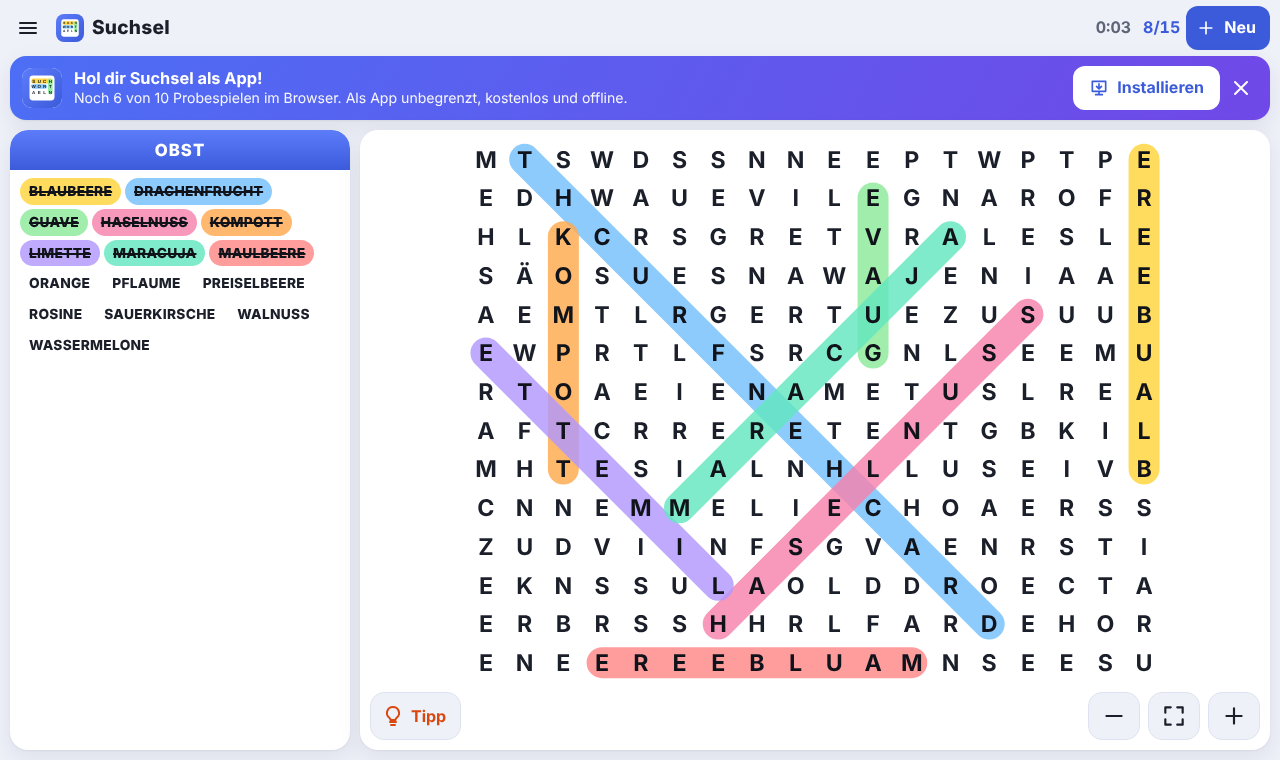 Suchsel
0:03 8/15 Neu
Hol dir Suchsel als App!
Noch 6 von 10 Probespielen im Browser. Als App unbegrenzt, kostenlos und offline.
Installieren
OBST
BLAUBEERE DRACHENFRUCHT
GUAVE HASELNUSS KOMPOTT
LIMETTE MARACUJA MAULBEERE
ORANGE PFLAUME PREISELBEERE
ROSINE SAUERKIRSCHE WALNUSS
WASSERMELONE
M T S W D S S N N E E P T W P T P E
E D H W A U E V I L E G N A R O F R
H L K C R S G R E T V R A L E S L E
S Ä O S U E S N A W A J E N I A A E
A E M T L R G E R T U E Z U S U U B
E W P R T L F S R C G N L S E E M U
R T O A E I E N A M E T U S L R E A
A F T C R R E R E T E N T G B K I L
M H T E S I A L N H L L U S E I V B
C N N E M M E L I E C H O A E R S S
Z U D V I I N F S G V A E N R S T I
E K N S S U L A O L D D R O E C T A
E R B R S S H H R L F A R D E H O R
E N E E R E E B L U A M N S E E S U
Tipp